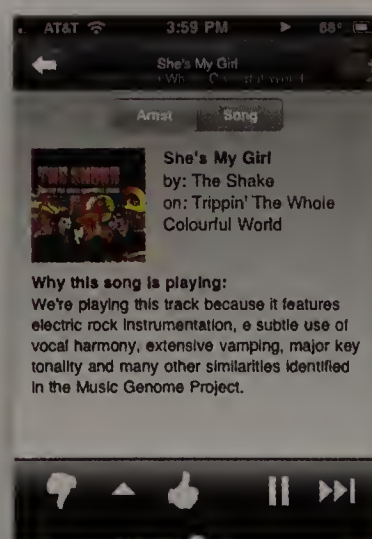 AT&T 3:59 PM 68°
She's My Girl
Artist Song
She's My Girl
by: The Shake
on: Trippin' The Whole
Colourful World
Why this song is playing:
We're playing this track because it features
electric rock instrumentation, e subtle use of
vocal harmony, extensive vamping, major key
tonality and many other similarities identified
in the Music Genome Project.